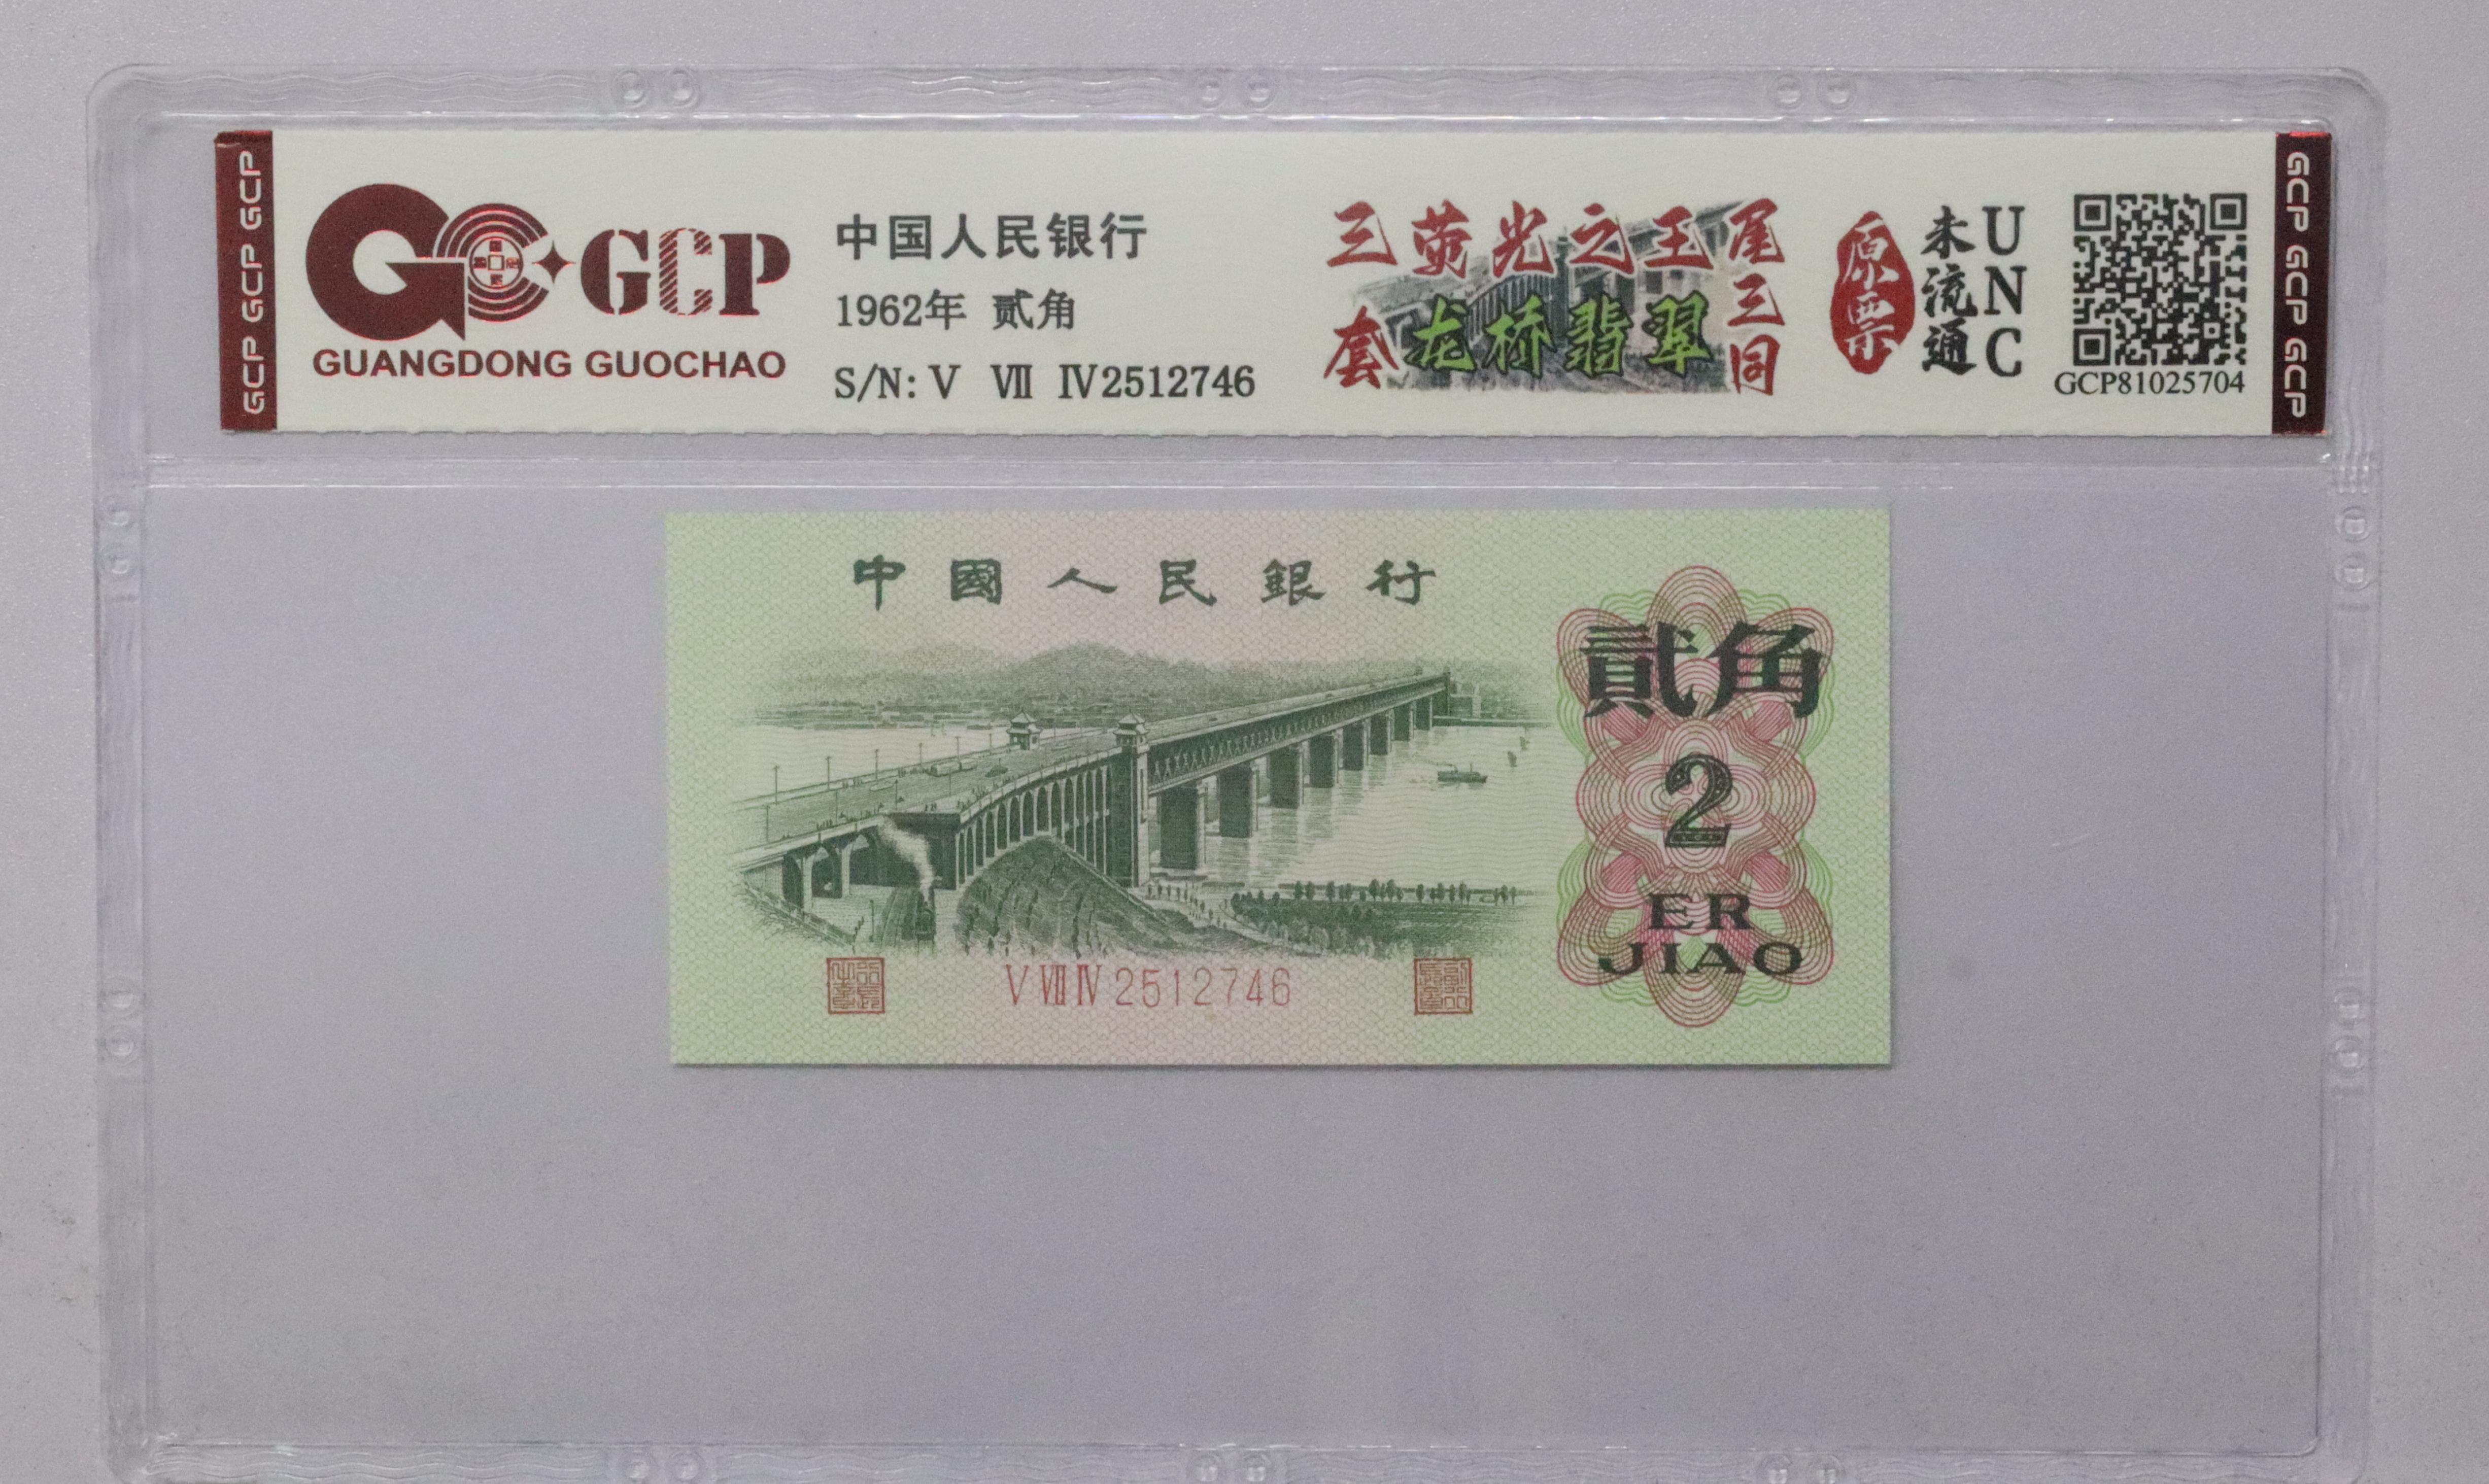 GCP GCP GCP
GCP
GUANGDONG GUOCHAO
中国人民银行
1962年 贰角
S/N: Ⅴ Ⅶ Ⅳ2512746
三荧光之王
套龙桥翡翠
尾三同
原票
未流通
UNC
GCP81025704
GCP GCP GCP
中國人民銀行
貳角
2
ER
JIAO
Ⅴ Ⅶ Ⅳ 2512746